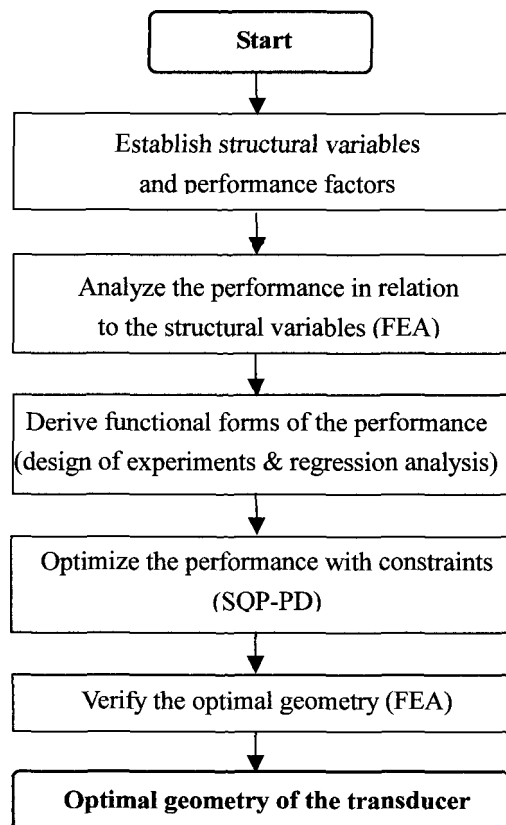 Start
Establish structural variables
and performance factors
Analyze the performance in relation
to the structural variables (FEA)
Derive functional forms of the performance
(design of experiments & regression analysis)
Optimize the performance with constraints
(SQP-PD)
Verify the optimal geometry (FEA)
Optimal geometry of the transducer